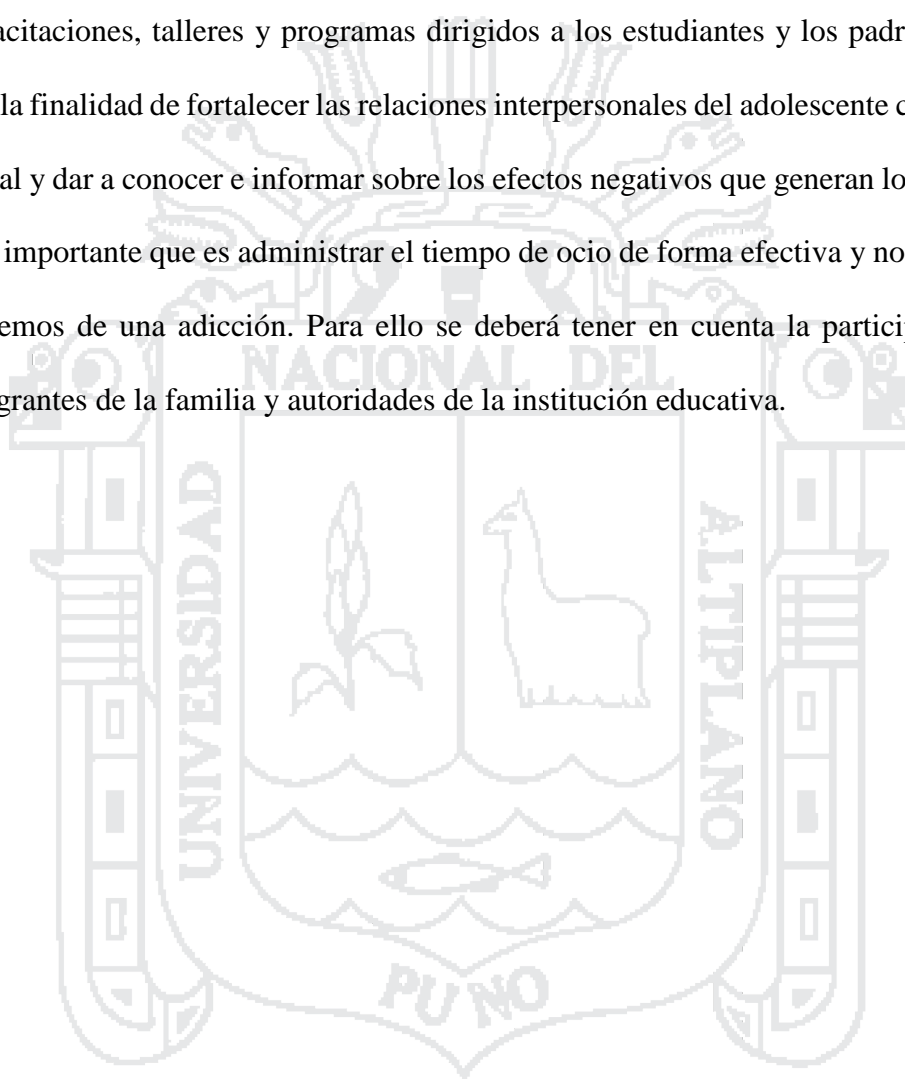 acitaciones, talleres y programas dirigidos a los estudiantes y los padr
la finalidad de fortalecer las relaciones interpersonales del adolescente c
al y dar a conocer e informar sobre los efectos negativos que generan lo
importante que es administrar el tiempo de ocio de forma efectiva y no
emos de una adicción. Para ello se deberá tener en cuenta la particip
grantes de la familia y autoridades de la institución educativa.
NACIONAL DEL
UNIVERSIDAD
ALTIPLANO
PUNO